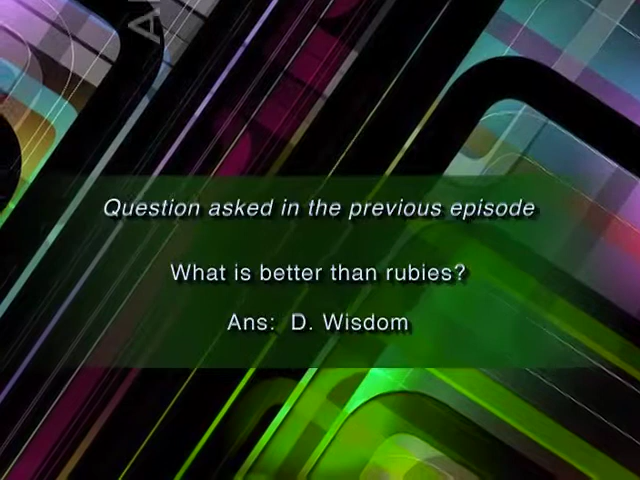 Question asked in the previous episode
What is better than rubies?
Ans: D. Wisdom